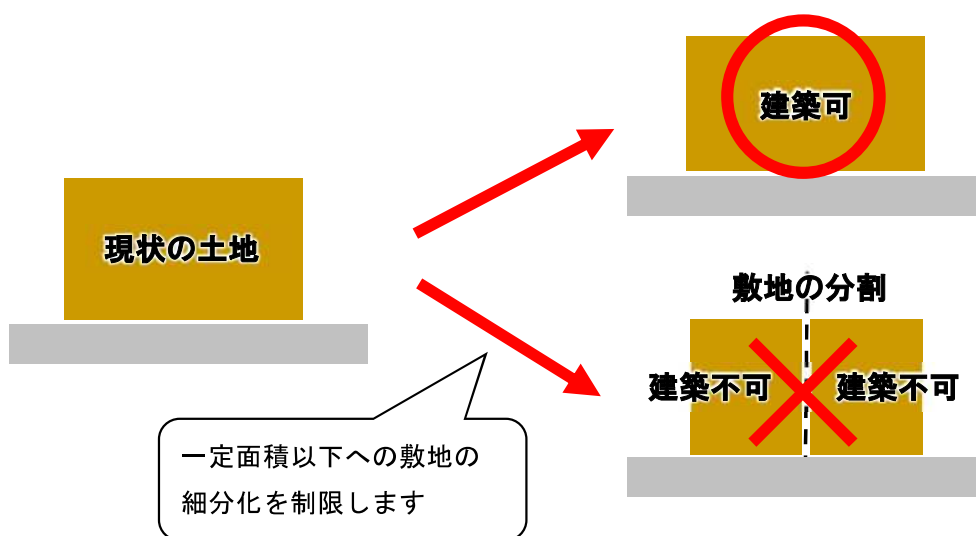 現状の土地
建築可
敷地の分割
建築不可
建築不可
一定面積以下への敷地の
細分化を制限します